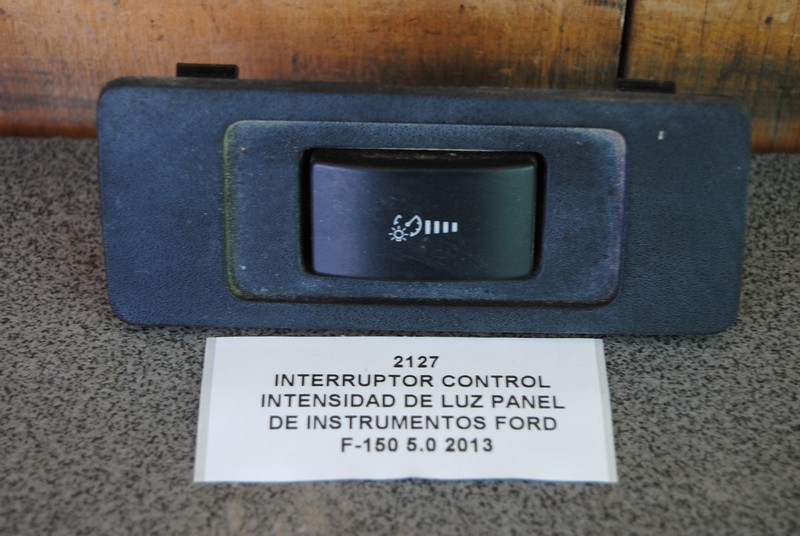 2127
INTERRUPTOR CONTROL
INTENSIDAD DE LUZ PANEL
DE INSTRUMENTOS FORD
F-150 5.0 2013